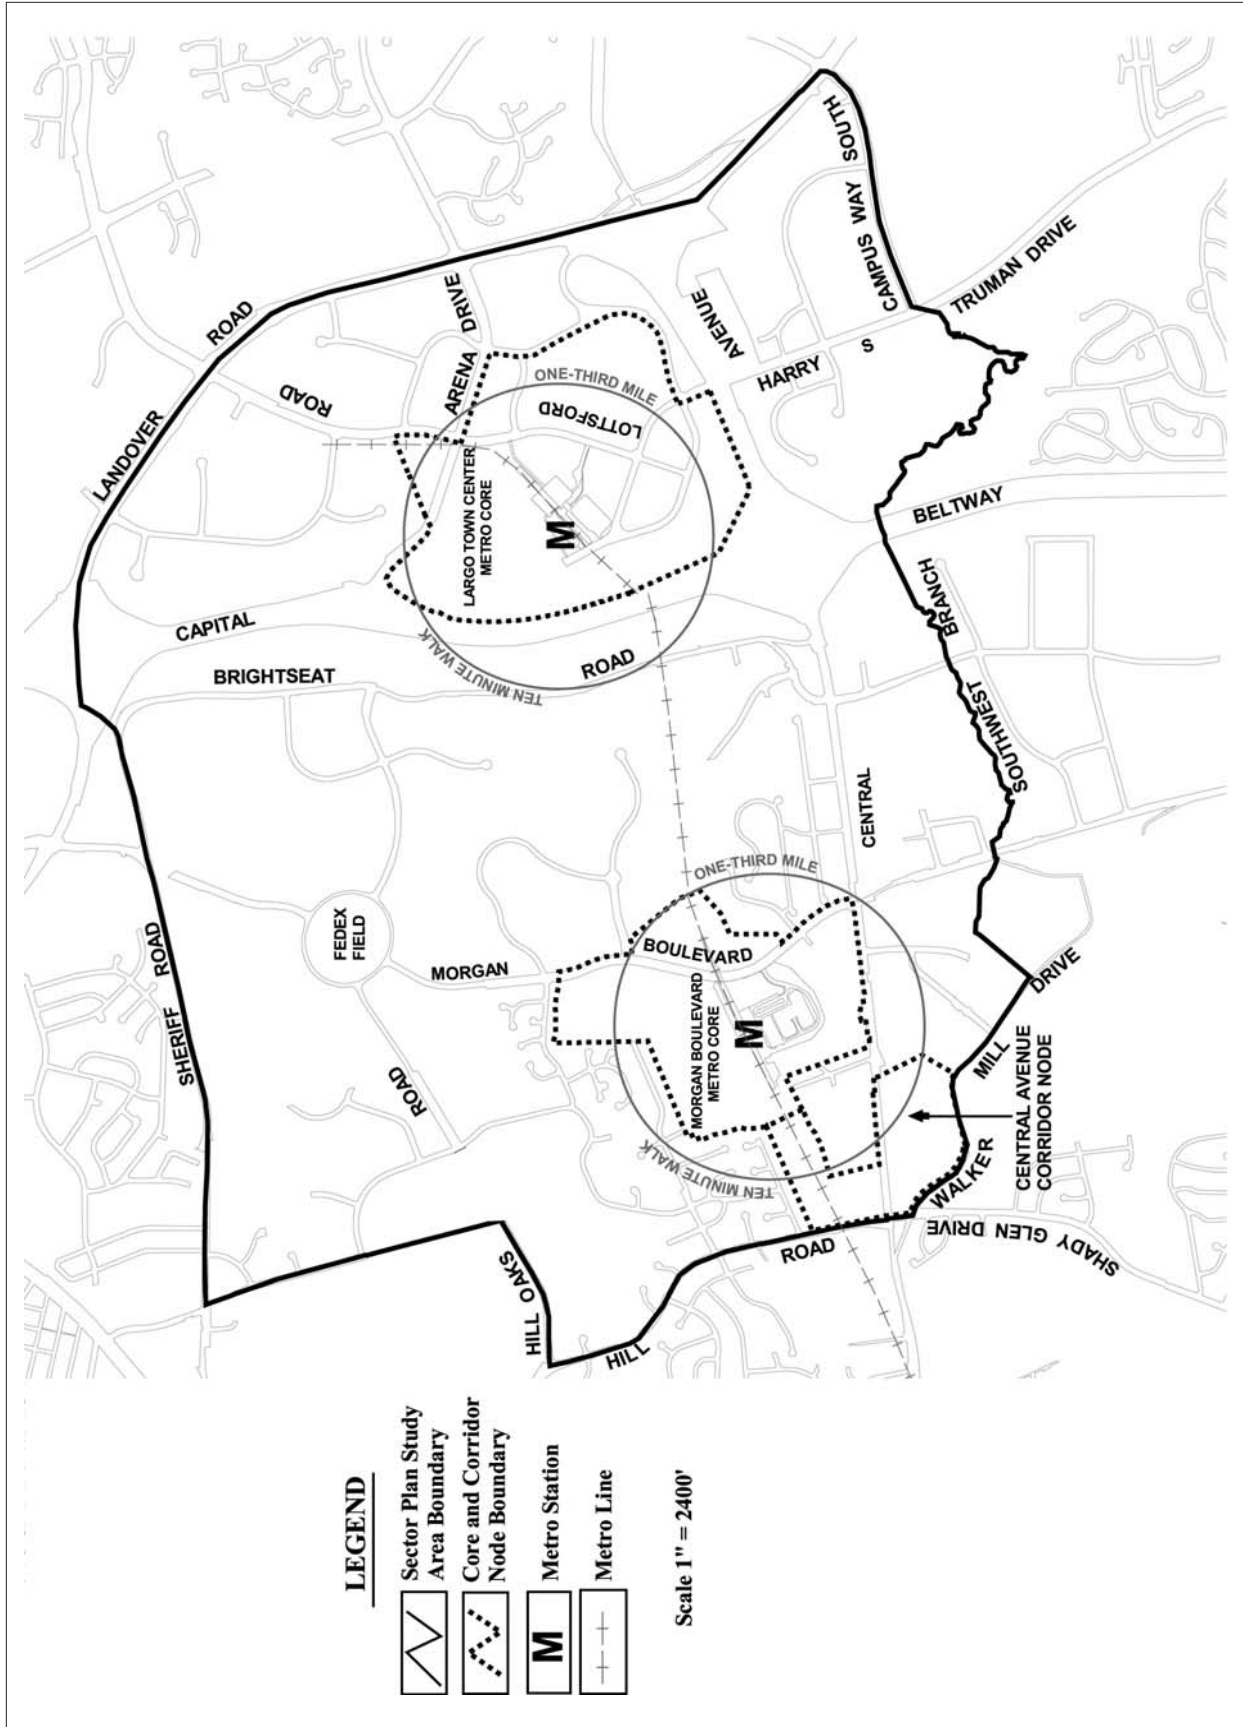 LANDOVER
ROAD
ROAD
ARENA
DRIVE
ONE-THIRD MILE
LOTTSFORD
LARGO TOWN CENTER
METRO CORE
M
TEN MINUTE WALK
CAPITAL
BELTWAY
BRIGHTSEAT
ROAD
AVENUE
HARRY
S
TRUMAN DRIVE
CAMPUS WAY SOUTH
SOUTHWEST
BRANCH
CENTRAL
SHERIFF
ROAD
FEDEX
FIELD
MORGAN
BOULEVARD
ONE-THIRD MILE
MORGAN BOULEVARD
METRO CORE
M
TEN MINUTE WALK
ROAD
HILL OAKS
HILL
ROAD
WALKER
MILL
DRIVE
SHADY GLEN DRIVE
CENTRAL AVENUE
CORRIDOR NODE
LEGEND
Sector Plan Study
Area Boundary
Core and Corridor
Node Boundary
M
Metro Station
Metro Line
Scale 1" = 2400'